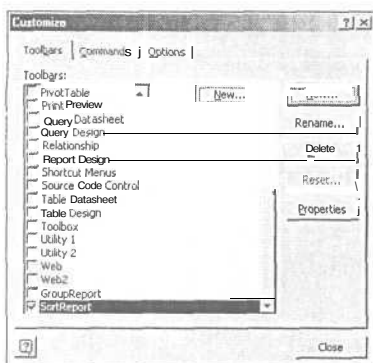 Customize
Toolbars Commands Options
Toolbars:
PivotTable
Print Preview
Query Datasheet
Query Design
Relationship
Report Design
Shortcut Menus
Source Code Control
Table Datasheet
Table Design
Toolbox
Utility 1
Utility 2
Web
Web2
GroupReport
SortReport
New...
Rename...
Delete
Reset...
Properties
Close